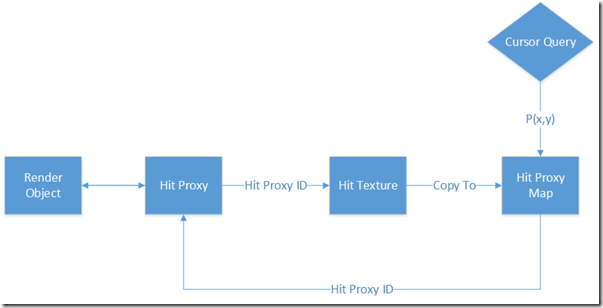 Cursor Query
P(x,y)
Render
Object
Hit Proxy
Hit Proxy ID
Hit Texture
Copy To
Hit Proxy
Map
Hit Proxy ID